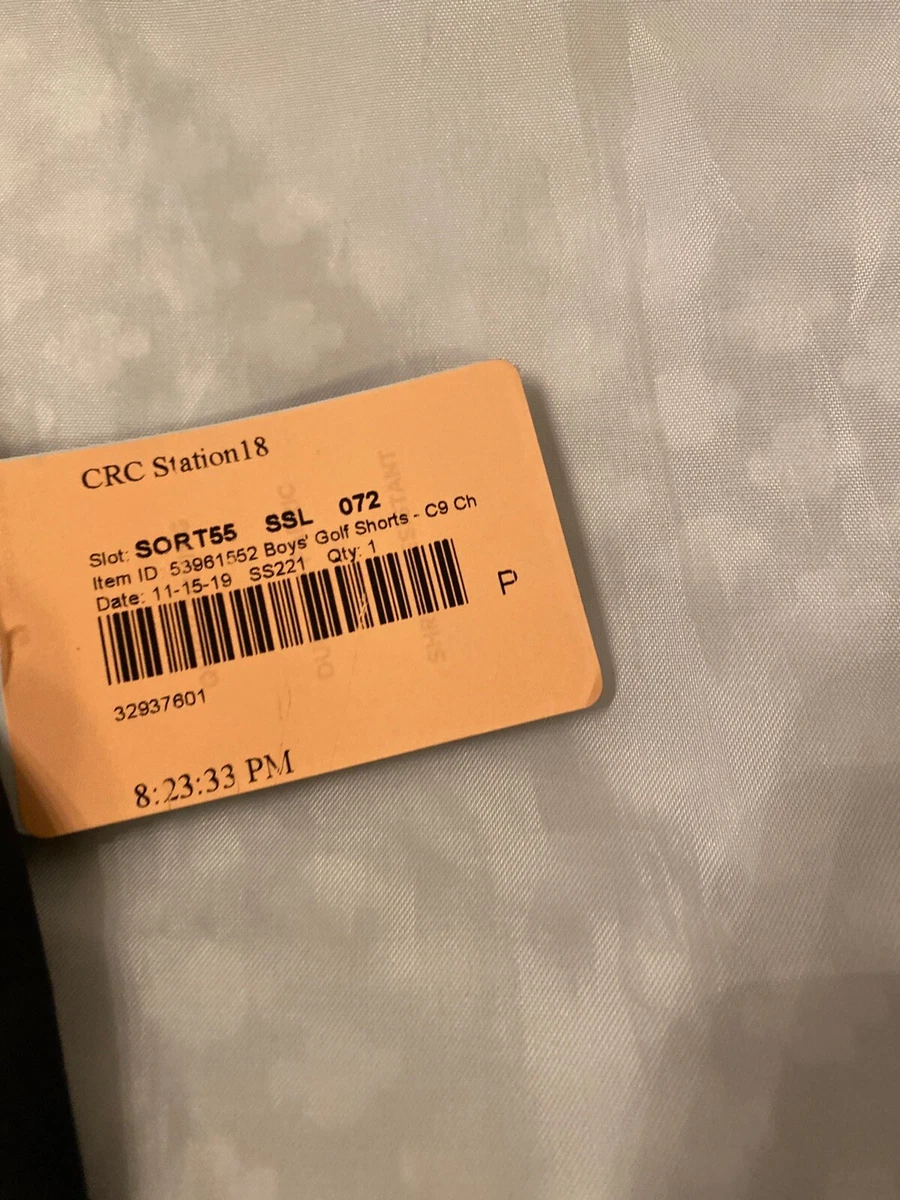 CRC Station18
Slot: SORT55 SSL 072
Item ID 53961552 Boys' Golf Shorts - C9 Ch
Date: 11-15-19 SS221 Qty: 1
P
32937601
8:23:33 PM